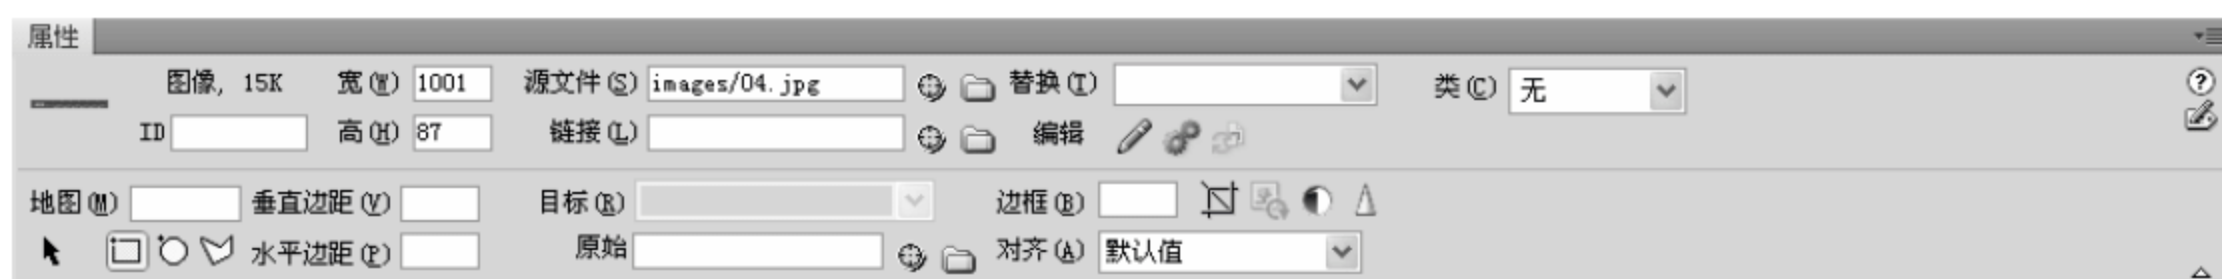 属性
图像, 15K 宽(W) 1001 源文件(S) images/04.jpg 替换(T) 类(C) 无
ID 高(H) 87 链接(L) 编辑
地图(M) 垂直边距(V) 目标(R) 边框(B)
水平边距(P) 原始 对齐(A) 默认值